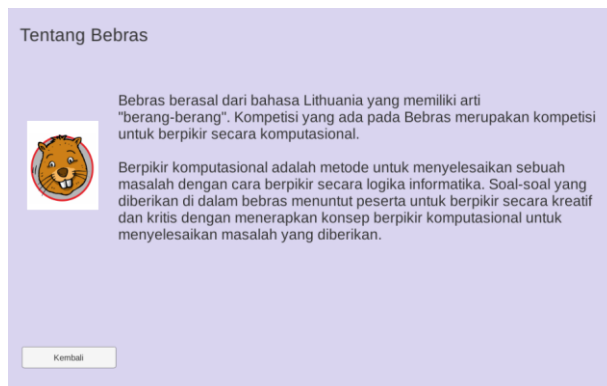 Tentang Bebras
Bebras berasal dari bahasa Lithuania yang memiliki arti
"berang-berang". Kompetisi yang ada pada Bebras merupakan kompetisi
untuk berpikir secara komputasional.
Berpikir komputasional adalah metode untuk menyelesaikan sebuah
masalah dengan cara berpikir secara logika informatika. Soal-soal yang
diberikan di dalam bebras menuntut peserta untuk berpikir secara kreatif
dan kritis dengan menerapkan konsep berpikir komputasional untuk
menyelesaikan masalah yang diberikan.
Kembali